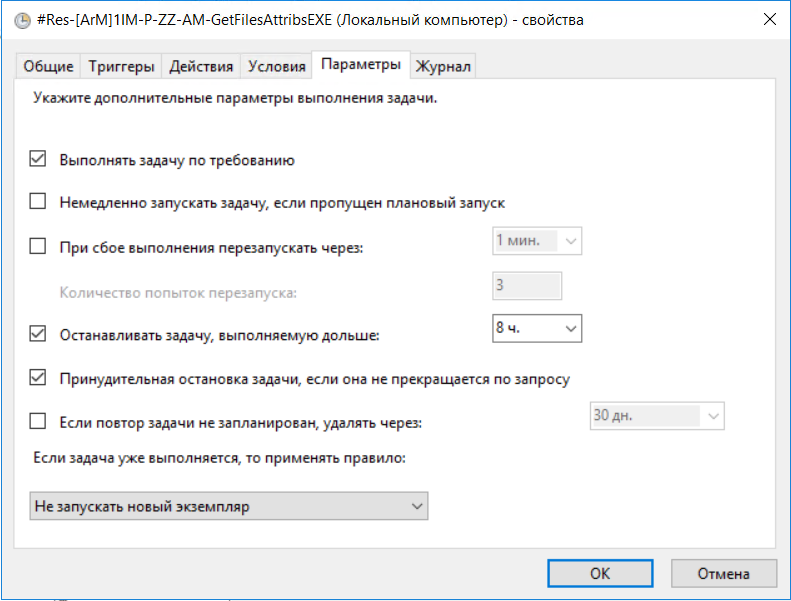 #Res-[ArM]1IM-P-ZZ-AM-GetFilesAttribsEXE (Локальный компьютер) - свойства
Общие Триггеры Действия Условия Параметры Журнал
Укажите дополнительные параметры выполнения задачи.
Выполнять задачу по требованию
Немедленно запускать задачу, если пропущен плановый запуск
При сбое выполнения перезапускать через: 1 мин.
Количество попыток перезапуска: 3
Останавливать задачу, выполняемую дольше: 8 ч.
Принудительная остановка задачи, если она не прекращается по запросу
Если повтор задачи не запланирован, удалять через: 30 дн.
Если задача уже выполняется, то применять правило:
Не запускать новый экземпляр
ОК Отмена